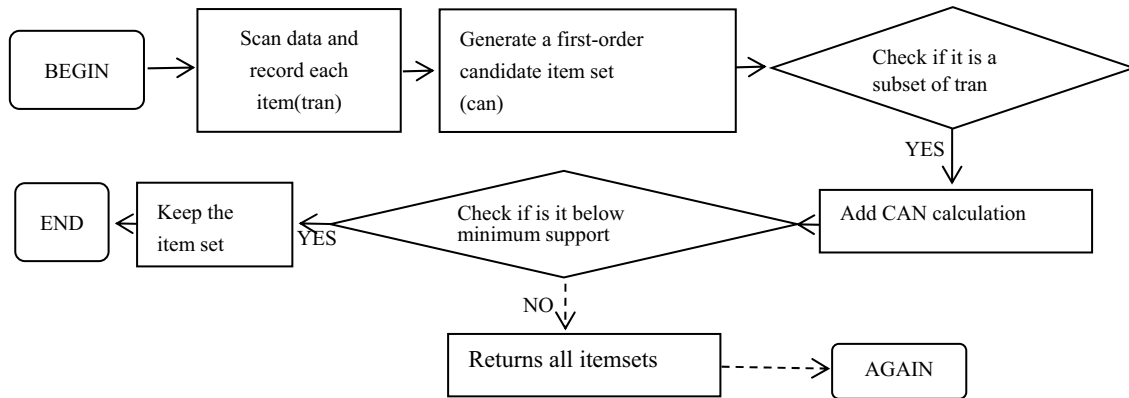 BEGIN
Scan data and
record each
item(tran)
Generate a first-order
candidate item set
(can)
Check if it is a
subset of tran
YES
Add CAN calculation
Check if is it below
minimum support
YES
Keep the
item set
END
NO
Returns all itemsets
AGAIN